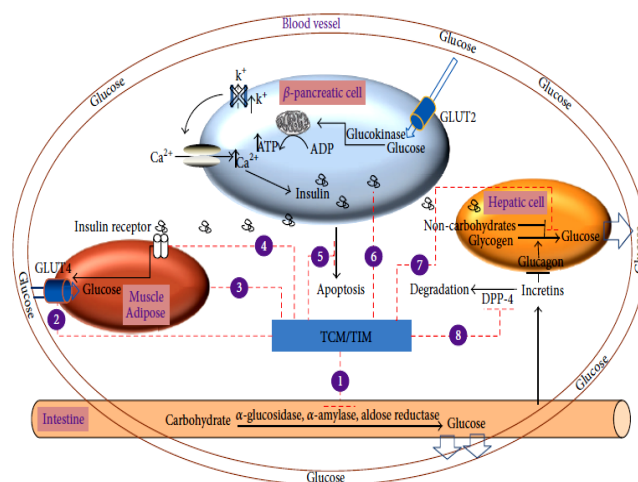 Blood vessel
Glucose
Glucose
Glucose
Glucose
k+
k+
β-pancreatic cell
GLUT2
Glucokinase
Glucose
ATP
ADP
Ca2+
Ca2+
Insulin
Insulin receptor
Hepatic cell
Non-carbohydrates
Glycogen
Glucose
Glucagon
GLUT4
Glucose
Muscle
Adipose
Glucose
1
2
3
4
5
6
7
8
Apoptosis
Degradation
DPP-4
Incretins
TCM/TIM
Glucose
Intestine
Carbohydrate
α-glucosidase, α-amylase, aldose reductase
Glucose
Glucose